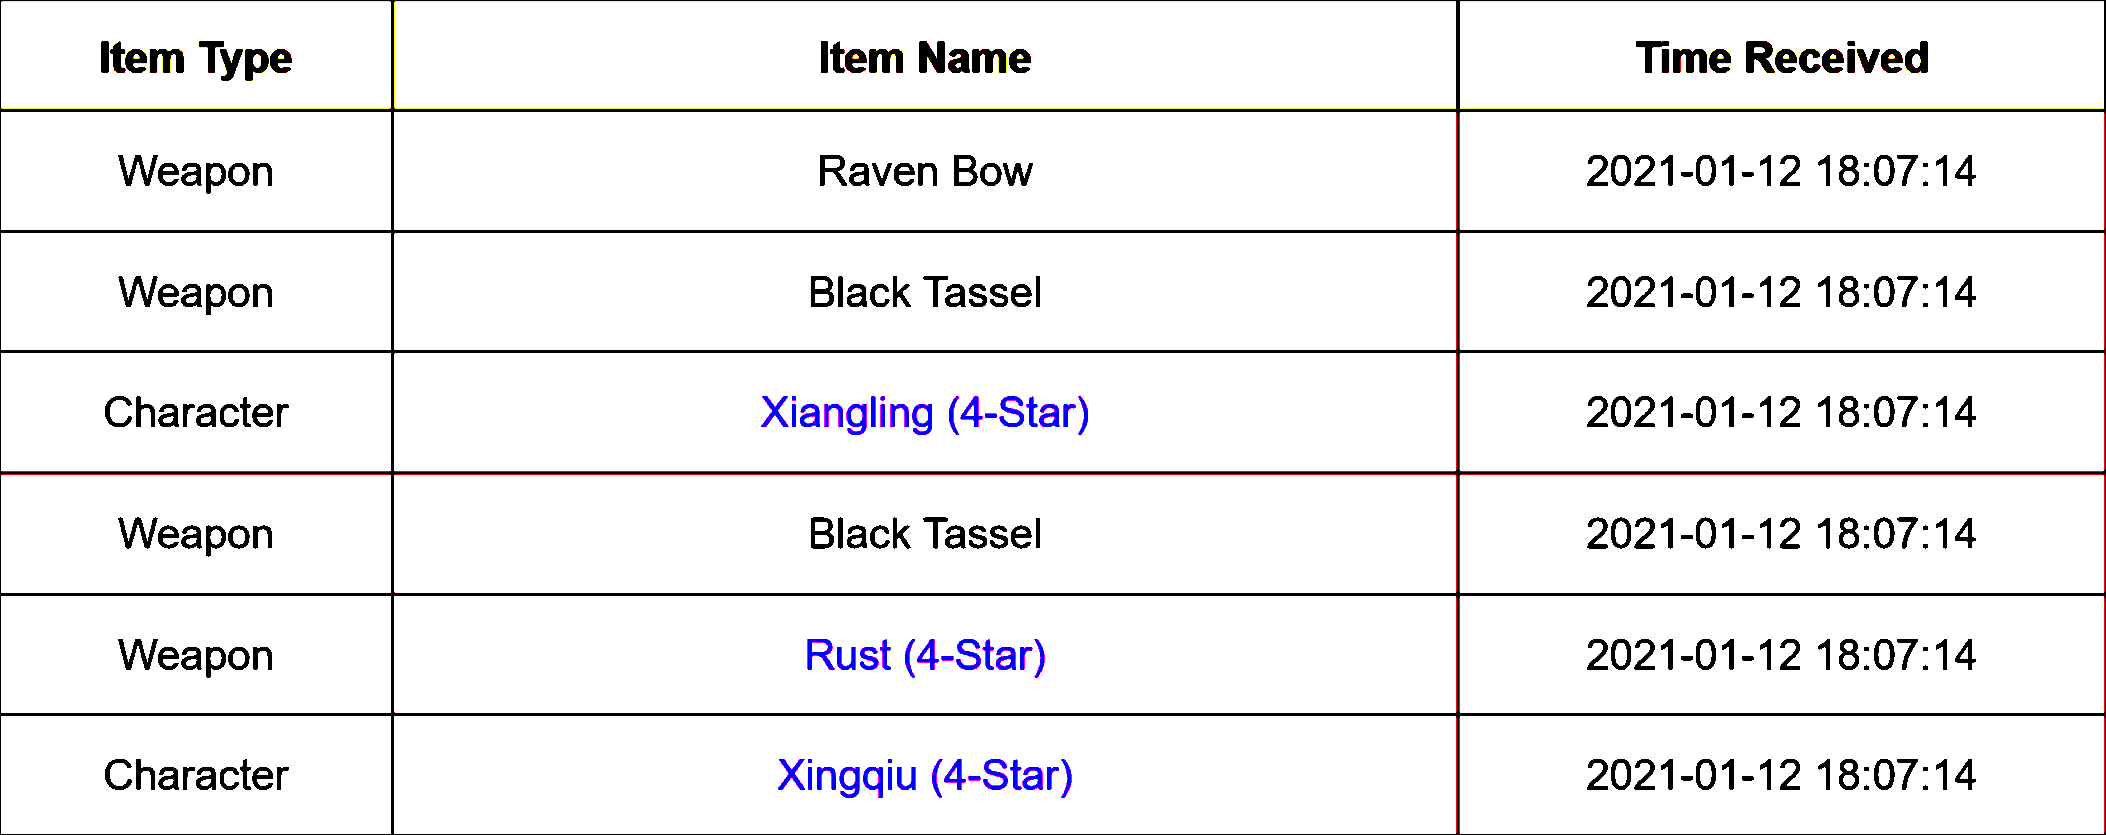 Item Type Item Name Time Received
Weapon Raven Bow 2021-01-12 18:07:14
Weapon Black Tassel 2021-01-12 18:07:14
Character Xiangling (4-Star) 2021-01-12 18:07:14
Weapon Black Tassel 2021-01-12 18:07:14
Weapon Rust (4-Star) 2021-01-12 18:07:14
Character Xingqiu (4-Star) 2021-01-12 18:07:14